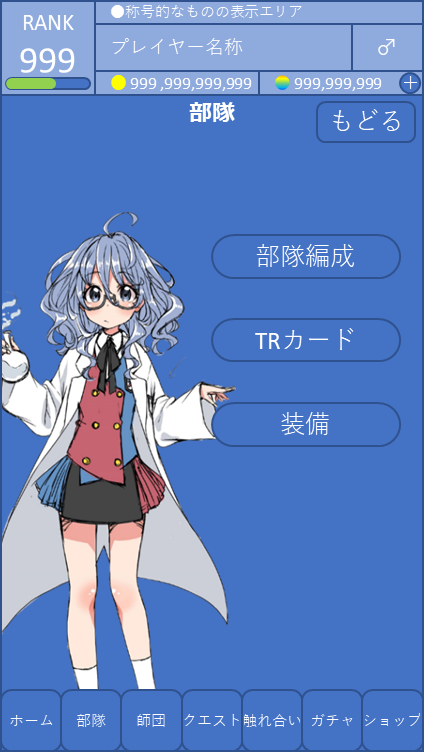 RANK
999
●称号的なものの表示エリア
プレイヤー名称
♂
999 ,999,999,999
999,999,999
＋
部隊
もどる
部隊編成
TRカード
装備
ホーム
部隊
師団
クエスト
触れ合い
ガチャ
ショップ